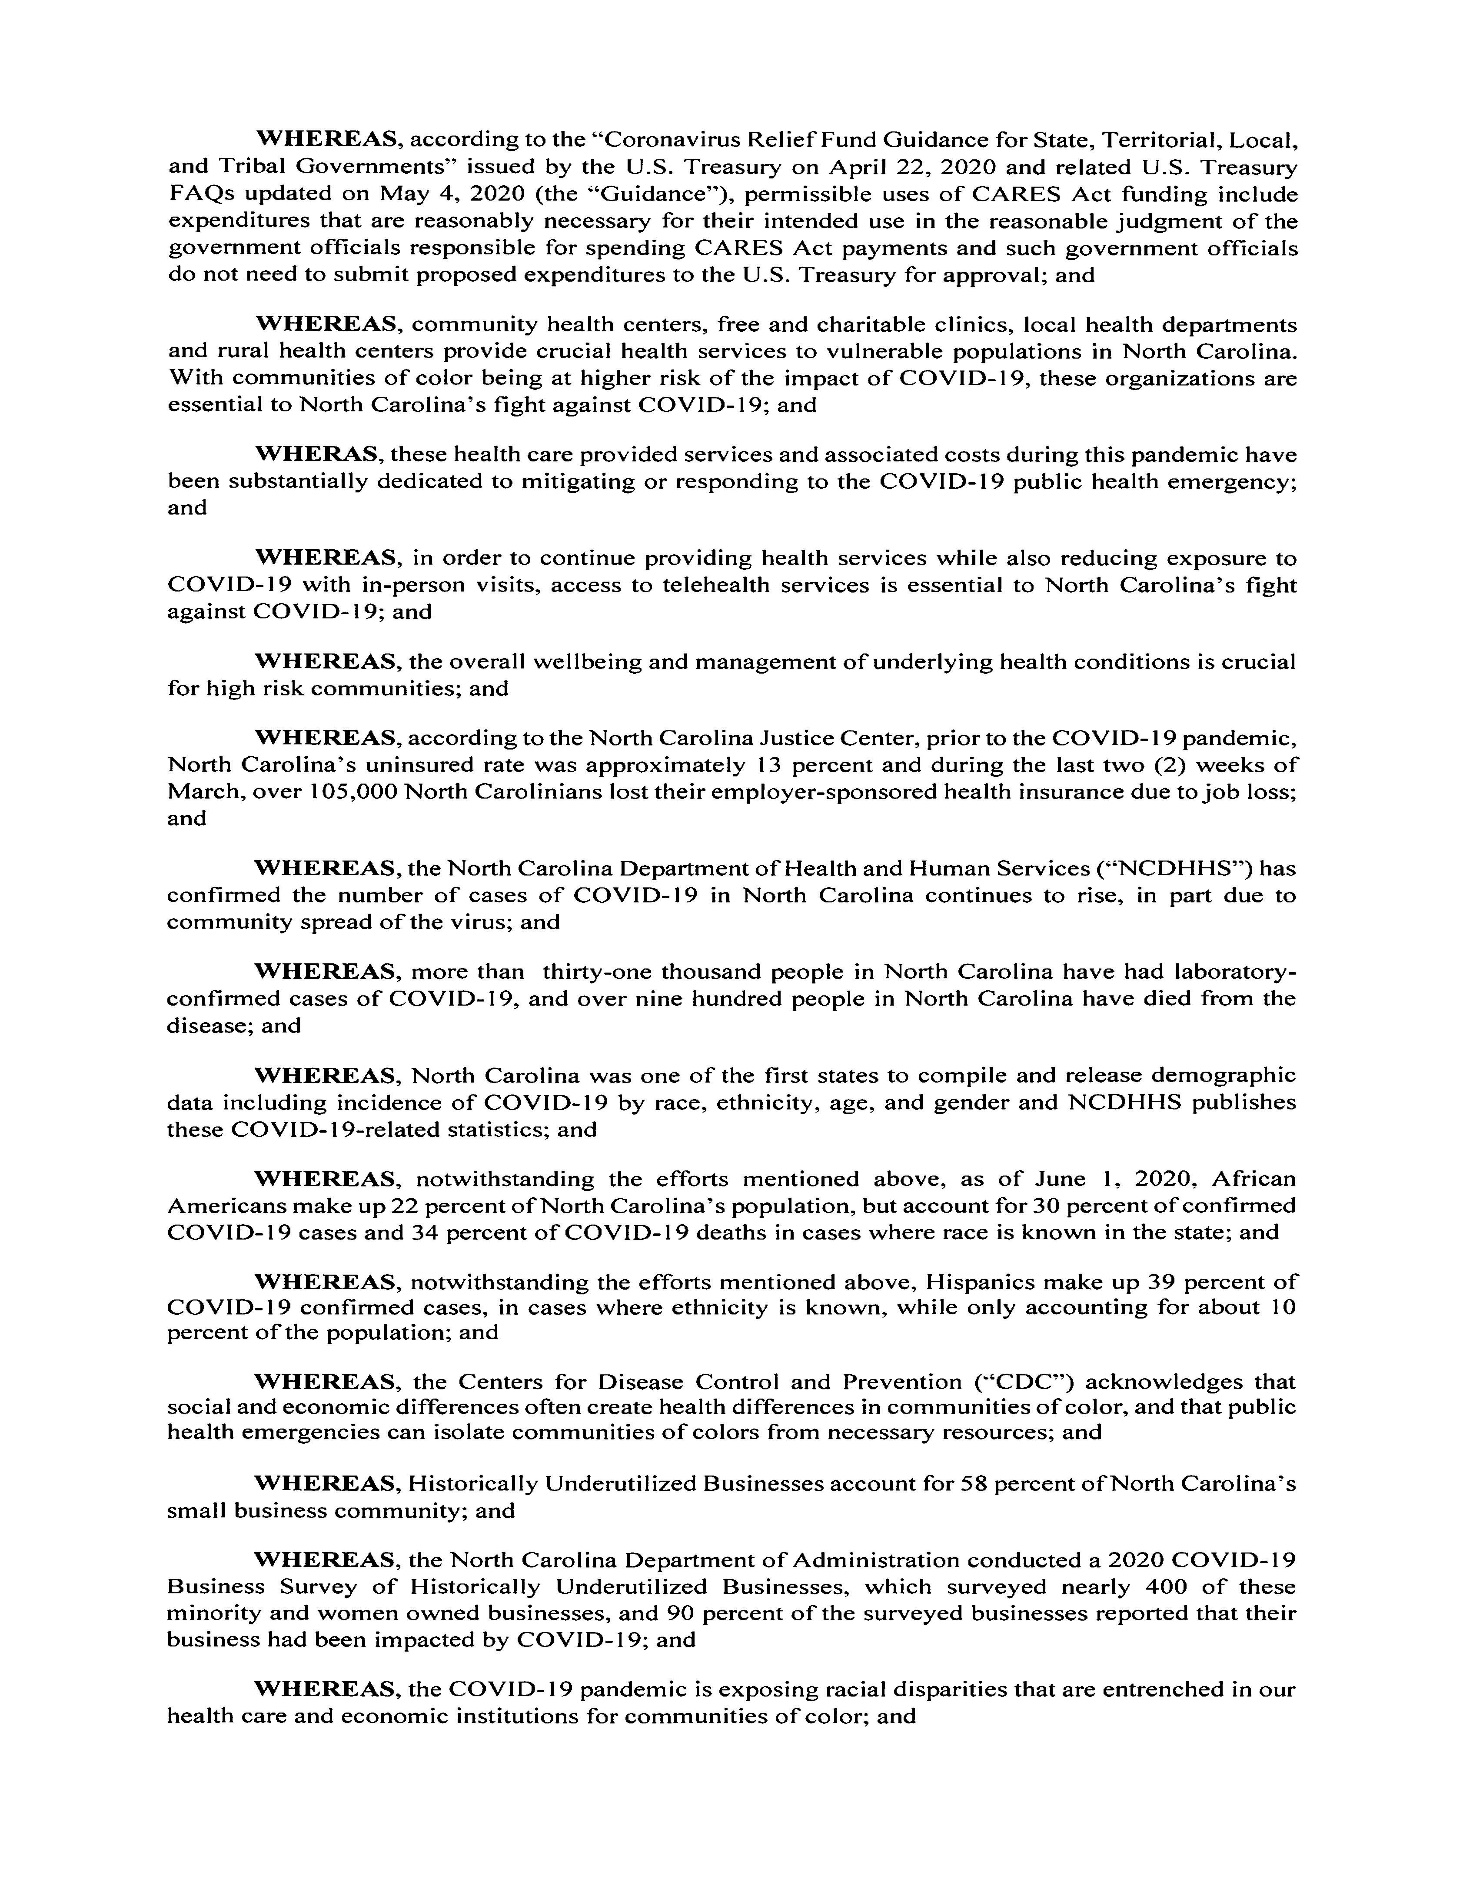 WHEREAS, according to the “Coronavirus Relief Fund Guidance for State, Territorial, Local,
and Tribal Governments” issued by the U.S. Treasury on April 22, 2020 and related U.S. Treasury
FAQs updated on May 4, 2020 (the “Guidance”), permissible uses of CARES Act funding include
expenditures that are reasonably necessary for their intended use in the reasonable judgment of the
government officials responsible for spending CARES Act payments and such government officials
do not need to submit proposed expenditures to the U.S. Treasury for approval; and
WHEREAS, community health centers, free and charitable clinics, local health departments
and rural health centers provide crucial health services to vulnerable populations in North Carolina.
With communities of color being at higher risk of the impact of COVID-19, these organizations are
essential to North Carolina’s fight against COVID-19; and
WHERAS, these health care provided services and associated costs during this pandemic have
been substantially dedicated to mitigating or responding to the COVID-19 public health emergency;
and
WHEREAS, in order to continue providing health services while also reducing exposure to
COVID-19 with in-person visits, access to telehealth services is essential to North Carolina’s fight
against COVID-19; and
WHEREAS, the overall wellbeing and management of underlying health conditions is crucial
for high risk communities; and
WHEREAS, according to the North Carolina Justice Center, prior to the COVID-19 pandemic,
North Carolina’s uninsured rate was approximately 13 percent and during the last two (2) weeks of
March, over 105,000 North Carolinians lost their employer-sponsored health insurance due to job loss;
and
WHEREAS, the North Carolina Department of Health and Human Services (“NCDHHS”) has
confirmed the number of cases of COVID-19 in North Carolina continues to rise, in part due to
community spread of the virus; and
WHEREAS, more than thirty-one thousand people in North Carolina have had laboratory-
confirmed cases of COVID-19, and over nine hundred people in North Carolina have died from the
disease; and
WHEREAS, North Carolina was one of the first states to compile and release demographic
data including incidence of COVID-19 by race, ethnicity, age, and gender and NCDHHS publishes
these COVID-19-related statistics; and
WHEREAS, notwithstanding the efforts mentioned above, as of June 1, 2020, African
Americans make up 22 percent of North Carolina’s population, but account for 30 percent of confirmed
COVID-19 cases and 34 percent of COVID-19 deaths in cases where race is known in the state; and
WHEREAS, notwithstanding the efforts mentioned above, Hispanics make up 39 percent of
COVID-19 confirmed cases, in cases where ethnicity is known, while only accounting for about 10
percent of the population; and
WHEREAS, the Centers for Disease Control and Prevention (“CDC”) acknowledges that
social and economic differences often create health differences in communities of color, and that public
health emergencies can isolate communities of colors from necessary resources; and
WHEREAS, Historically Underutilized Businesses account for 58 percent of North Carolina’s
small business community; and
WHEREAS, the North Carolina Department of Administration conducted a 2020 COVID-19
Business Survey of Historically Underutilized Businesses, which surveyed nearly 400 of these
minority and women owned businesses, and 90 percent of the surveyed businesses reported that their
business had been impacted by COVID-19; and
WHEREAS, the COVID-19 pandemic is exposing racial disparities that are entrenched in our
health care and economic institutions for communities of color; and